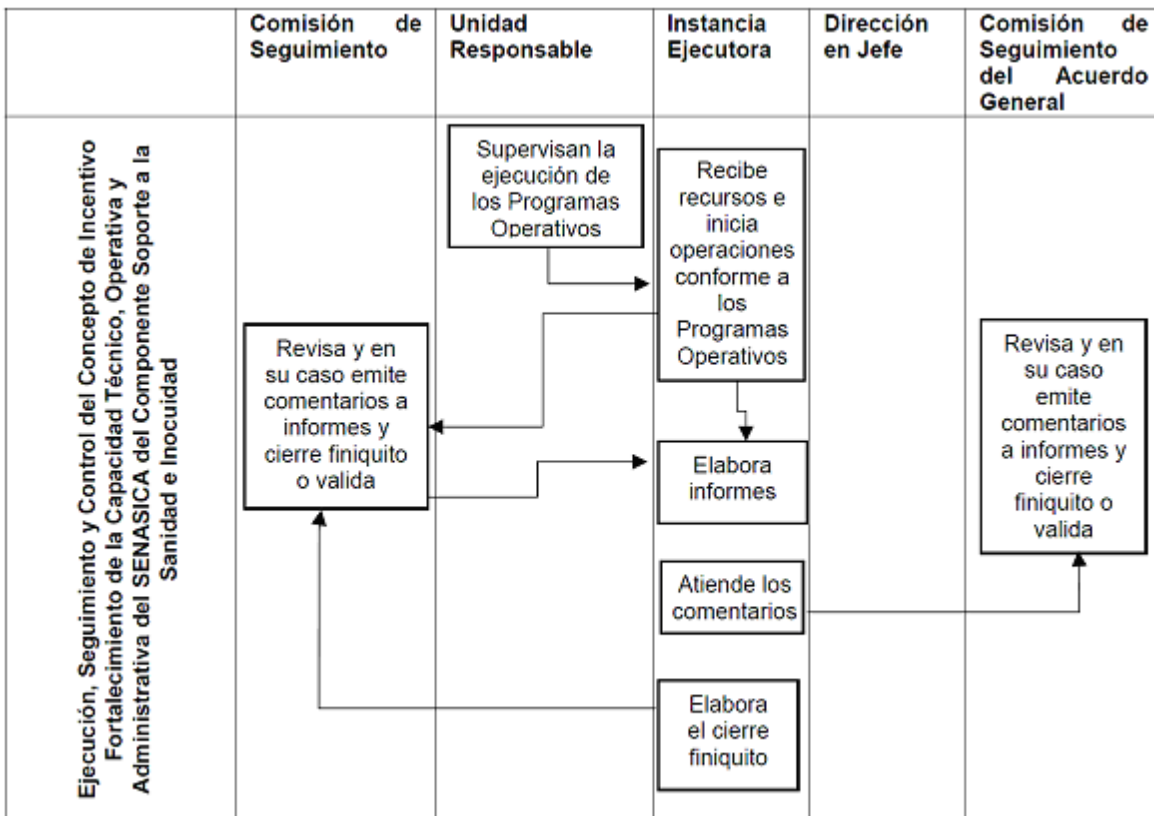 Comisión de
Seguimiento
Unidad
Responsable
Instancia
Ejecutora
Dirección
en Jefe
Comisión de
Seguimiento
del Acuerdo
General
Ejecución, Seguimiento y Control del Concepto de Incentivo
Fortalecimiento de la Capacidad Técnico, Operativa y
Administrativa del SENASICA del Componente Soporte a la
Sanidad e Inocuidad
Supervisan la
ejecución de
los Programas
Operativos
Recibe
recursos e
inicia
operaciones
conforme a
los
Programas
Operativos
Revisa y en
su caso emite
comentarios a
informes y
cierre finiquito
o valida
Elabora
informes
Revisa y en
su caso
emite
comentarios
a informes y
cierre
finiquito o
valida
Atiende los
comentarios
Elabora
el cierre
finiquito